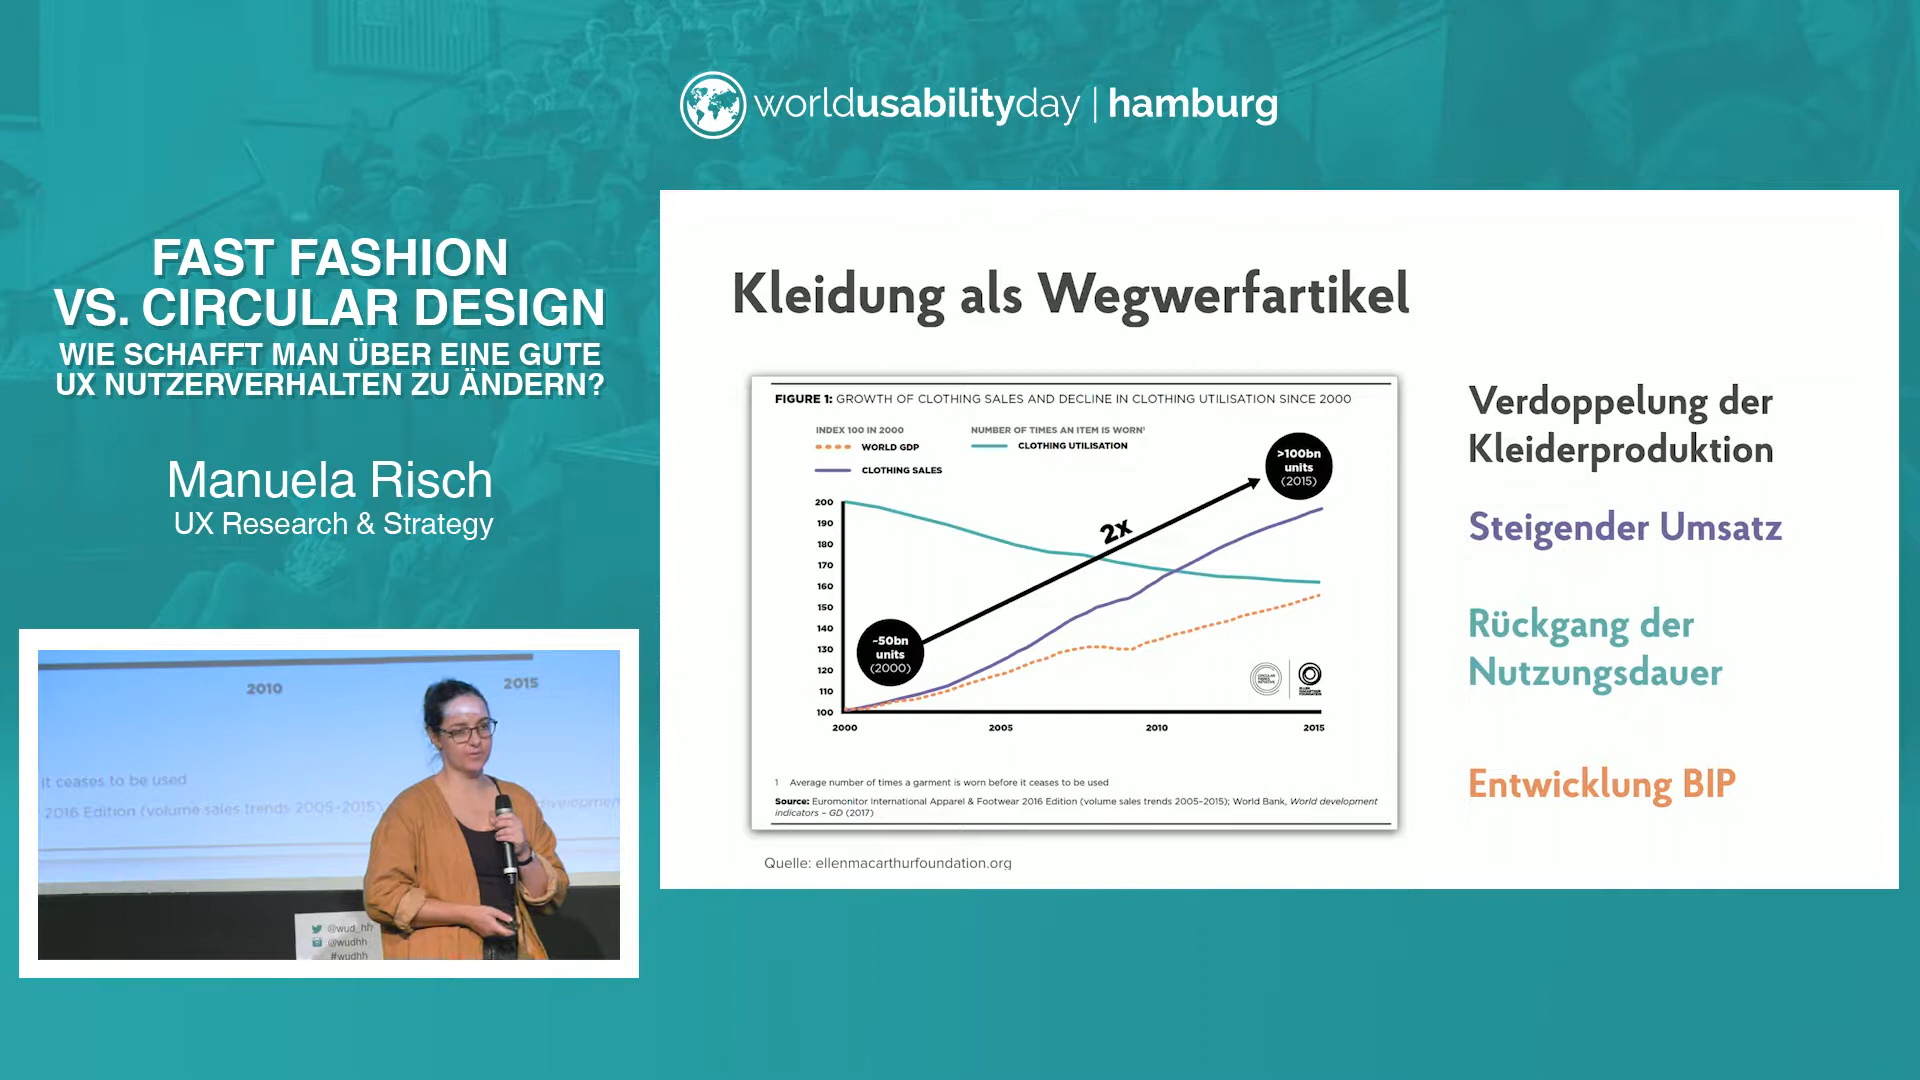 worldusabilityday | hamburg
FAST FASHION
VS. CIRCULAR DESIGN
WIE SCHAFFT MAN ÜBER EINE GUTE
UX NUTZERVERHALTEN ZU ÄNDERN?
Manuela Risch
UX Research & Strategy
2010
2015
it ceases to be used
2016 Edition (volume sales trends 2005-2015)
@wud_hh
@wudhh
#wudhh
Kleidung als Wegwerfartikel
FIGURE 1: GROWTH OF CLOTHING SALES AND DECLINE IN CLOTHING UTILISATION SINCE 2000
INDEX 100 IN 2000
WORLD GDP
CLOTHING SALES
NUMBER OF TIMES AN ITEM IS WORN¹
CLOTHING UTILISATION
>100bn
units
(2015)
2x
~50bn
units
(2000)
200
190
180
170
160
150
140
130
120
110
100
2000
2005
2010
2015
1 Average number of times a garment is worn before it ceases to be used
Source: Euromonitor International Apparel & Footwear 2016 Edition (volume sales trends 2005–2015); World Bank, World development
indicators – GD (2017)
Quelle: ellenmacarthurfoundation.org
Verdoppelung der
Kleiderproduktion
Steigender Umsatz
Rückgang der
Nutzungsdauer
Entwicklung BIP